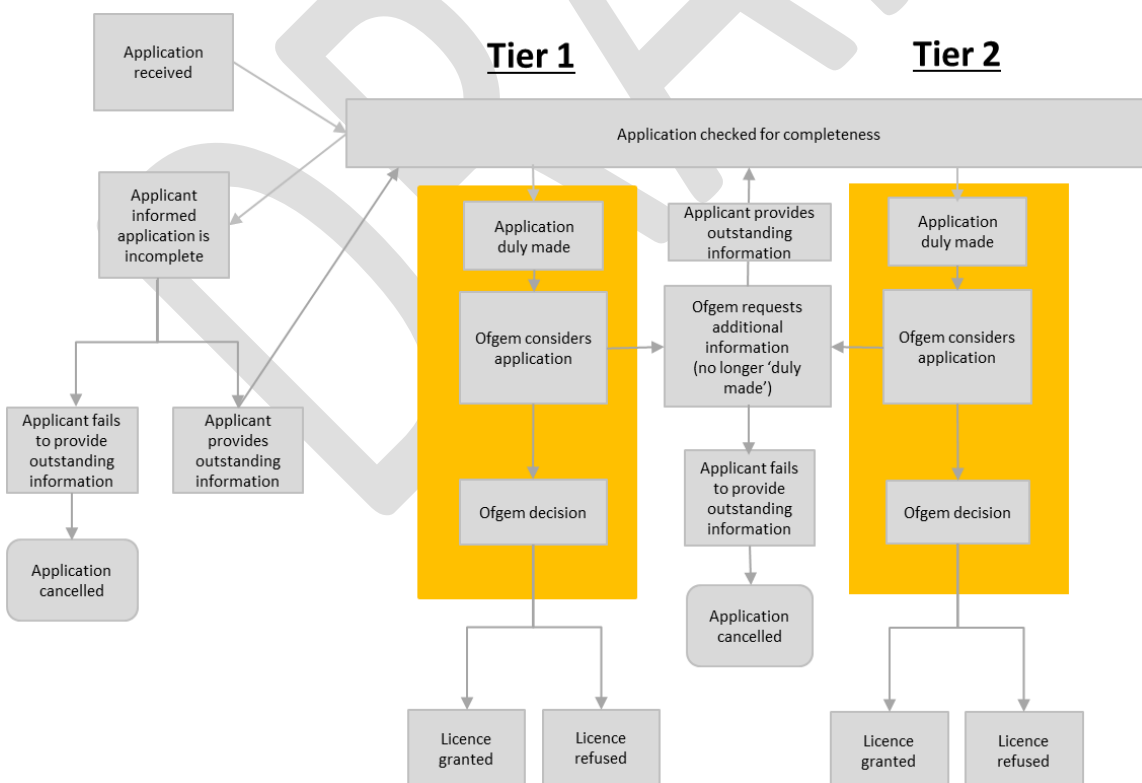 Application
received
Tier 1
Tier 2
Application checked for completeness
Applicant
informed
application is
incomplete
Application
duly made
Applicant provides
outstanding
information
Application
duly made
Ofgem considers
application
Ofgem requests
additional
information
(no longer ‘duly
made’)
Ofgem considers
application
Applicant fails
to provide
outstanding
information
Applicant
provides
outstanding
information
Applicant fails
to provide
outstanding
information
Ofgem decision
Ofgem decision
Application
cancelled
Application
cancelled
Licence
granted
Licence
refused
Licence
granted
Licence
refused